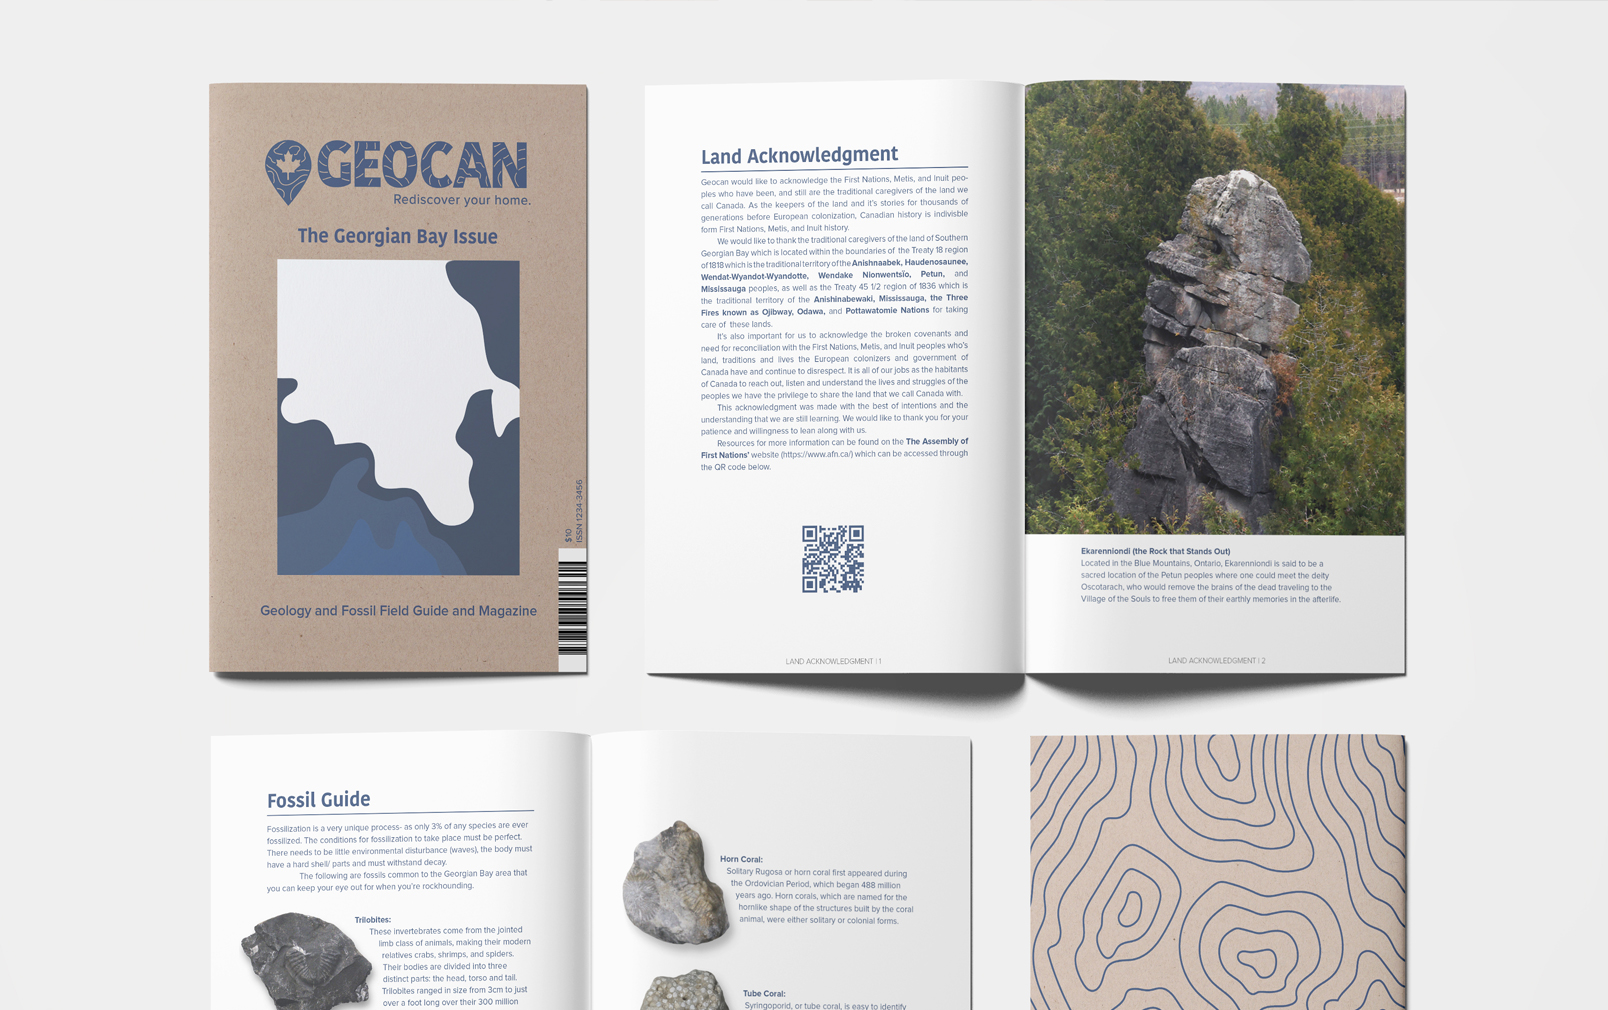 GEOCAN
Rediscover your home.
The Georgian Bay Issue
$10
ISSN 1234-3456
Geology and Fossil Field Guide and Magazine
Land Acknowledgment
Geocan would like to acknowledge the First Nations, Metis, and Inuit peo-
ples who have been, and still are the traditional caregivers of the land we
call Canada. As the keepers of the land and it's stories for thousands of
generations before European colonization, Canadian history is indivisble
form First Nations, Metis, and Inuit history.
We would like to thank the traditional caregivers of the land of Southern
Georgian Bay which is located within the boundaries of the Treaty 18 region
of 1818 which is the traditional territory of the Anishnaabek, Haudenosaunee,
Wendat-Wyandot-Wyandotte, Wendake Nionwentsïo, Petun, and
Mississauga peoples, as well as the Treaty 45 1/2 region of 1836 which is
the traditional territory of the Anishinabewaki, Mississauga, the Three
Fires known as Ojibway, Odawa, and Pottawatomie Nations for taking
care of these lands.
It's also important for us to acknowledge the broken covenants and
need for reconciliation with the First Nations, Metis, and Inuit peoples who's
land, traditions and lives the European colonizers and government of
Canada have and continue to disrespect. It is all of our jobs as the habitants
of Canada to reach out, listen and understand the lives and struggles of the
peoples we have the privilege to share the land that we call Canada with.
This acknowledgment was made with the best of intentions and the
understanding that we are still learning. We would like to thank you for your
patience and willingness to lean along with us.
Resources for more information can be found on the The Assembly of
First Nations' website (https://www.afn.ca/) which can be accessed through
the QR code below.
LAND ACKNOWLEDGMENT | 1
Ekarenniondi (the Rock that Stands Out)
Located in the Blue Mountains, Ontario, Ekarenniondi is said to be a
sacred location of the Petun peoples where one could meet the deity
Oscotarach, who would remove the brains of the dead traveling to the
Village of the Souls to free them of their earthly memories in the afterlife.
LAND ACKNOWLEDGMENT | 2
Fossil Guide
Fossilization is a very unique process- as only 3% of any species are ever
fossilized. The conditions for fossilization to take place must be perfect.
There needs to be little environmental disturbance (waves), the body must
have a hard shell/ parts and must withstand decay.
The following are fossils common to the Georgian Bay area that
you can keep your eye out for when you're rockhounding.
Trilobites:
These invertebrates come from the jointed
limb class of animals, making their modern
relatives crabs, shrimps, and spiders.
Their bodies are divided into three
distinct parts: the head, torso and tail.
Trilobites ranged in size from 3cm to just
over a foot long over their 300 million
Horn Coral:
Solitary Rugosa or horn coral first appeared during
the Ordovician Period, which began 488 million
years ago. Horn corals, which are named for the
hornlike shape of the structures built by the coral
animal, were either solitary or colonial forms.
Tube Coral:
Syringoporid, or tube coral, is easy to identify